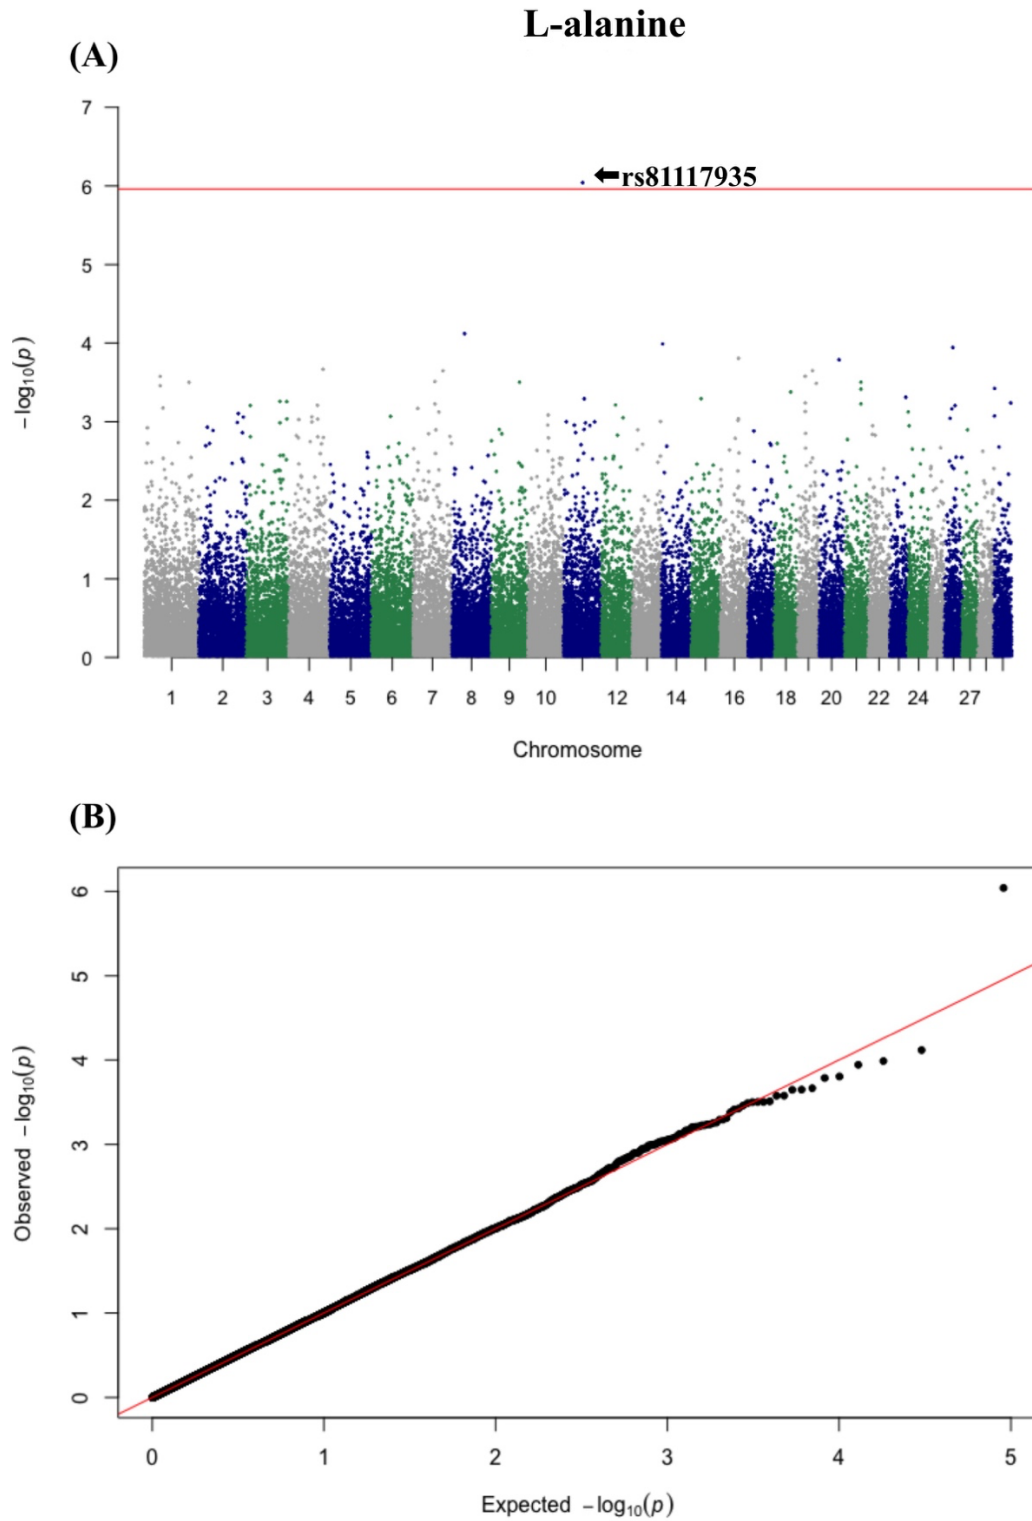 L-alanine
(A)
7
6
5
4
3
2
1
0
−log₁₀(p)
rs81117935
1 2 3 4 5 6 7 8 9 10 12 14 16 18 20 22 24 27
Chromosome
(B)
6
5
4
3
2
1
0
Observed −log₁₀(p)
0 1 2 3 4 5
Expected −log₁₀(p)